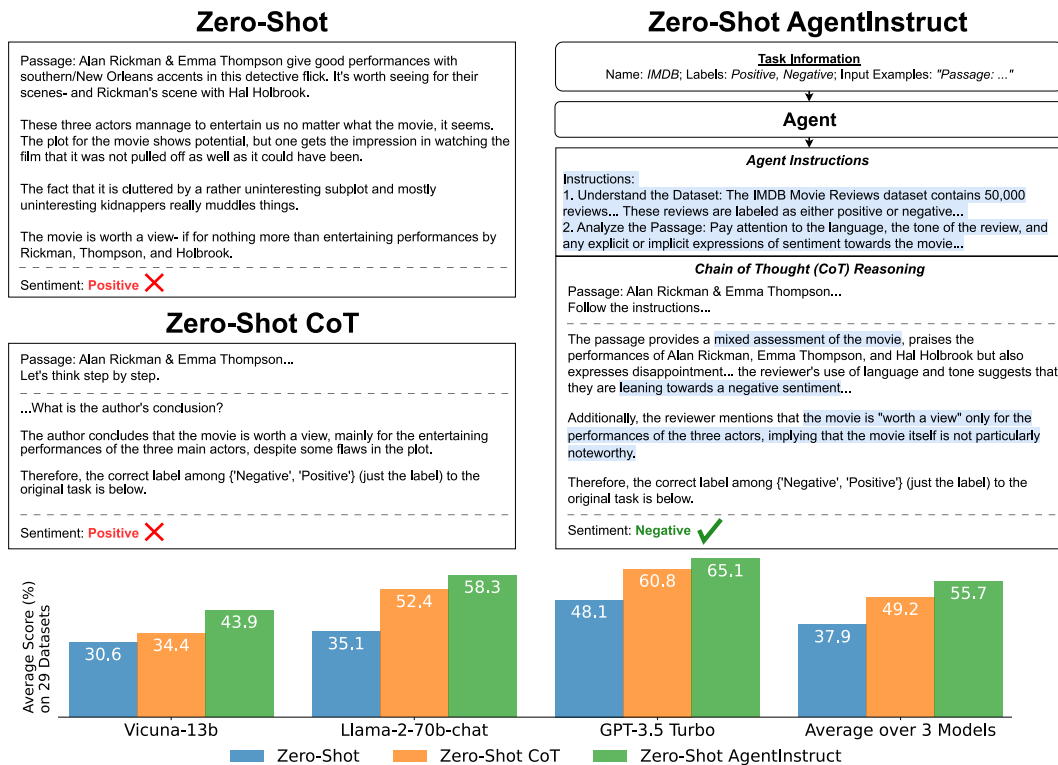 Zero-Shot
Passage: Alan Rickman & Emma Thompson give good performances with
southern/New Orleans accents in this detective flick. It's worth seeing for their
scenes- and Rickman's scene with Hal Holbrook.
These three actors mannage to entertain us no matter what the movie, it seems.
The plot for the movie shows potential, but one gets the impression in watching the
film that it was not pulled off as well as it could have been.
The fact that it is cluttered by a rather uninteresting subplot and mostly
uninteresting kidnappers really muddles things.
The movie is worth a view- if for nothing more than entertaining performances by
Rickman, Thompson, and Holbrook.
Sentiment: Positive
Zero-Shot CoT
Passage: Alan Rickman & Emma Thompson...
Let's think step by step.
...What is the author's conclusion?
The author concludes that the movie is worth a view, mainly for the entertaining
performances of the three main actors, despite some flaws in the plot.
Therefore, the correct label among {'Negative', 'Positive'} (just the label) to the
original task is below.
Sentiment: Positive
Zero-Shot AgentInstruct
Task Information
Name: IMDB; Labels: Positive, Negative; Input Examples: "Passage: ..."
Agent
Agent Instructions
Instructions:
1. Understand the Dataset: The IMDB Movie Reviews dataset contains 50,000
reviews... These reviews are labeled as either positive or negative...
2. Analyze the Passage: Pay attention to the language, the tone of the review, and
any explicit or implicit expressions of sentiment towards the movie...
Chain of Thought (CoT) Reasoning
Passage: Alan Rickman & Emma Thompson...
Follow the instructions...
The passage provides a mixed assessment of the movie, praises the
performances of Alan Rickman, Emma Thompson, and Hal Holbrook but also
expresses disappointment... the reviewer's use of language and tone suggests that
they are leaning towards a negative sentiment...
Additionally, the reviewer mentions that the movie is "worth a view" only for the
performances of the three actors, implying that the movie itself is not particularly
noteworthy.
Therefore, the correct label among {'Negative', 'Positive'} (just the label) to the
original task is below.
Sentiment: Negative
Average Score (%)
on 29 Datasets
30.6 34.4 43.9
35.1 52.4 58.3
48.1 60.8 65.1
37.9 49.2 55.7
Vicuna-13b Llama-2-70b-chat GPT-3.5 Turbo Average over 3 Models
Zero-Shot Zero-Shot CoT Zero-Shot AgentInstruct